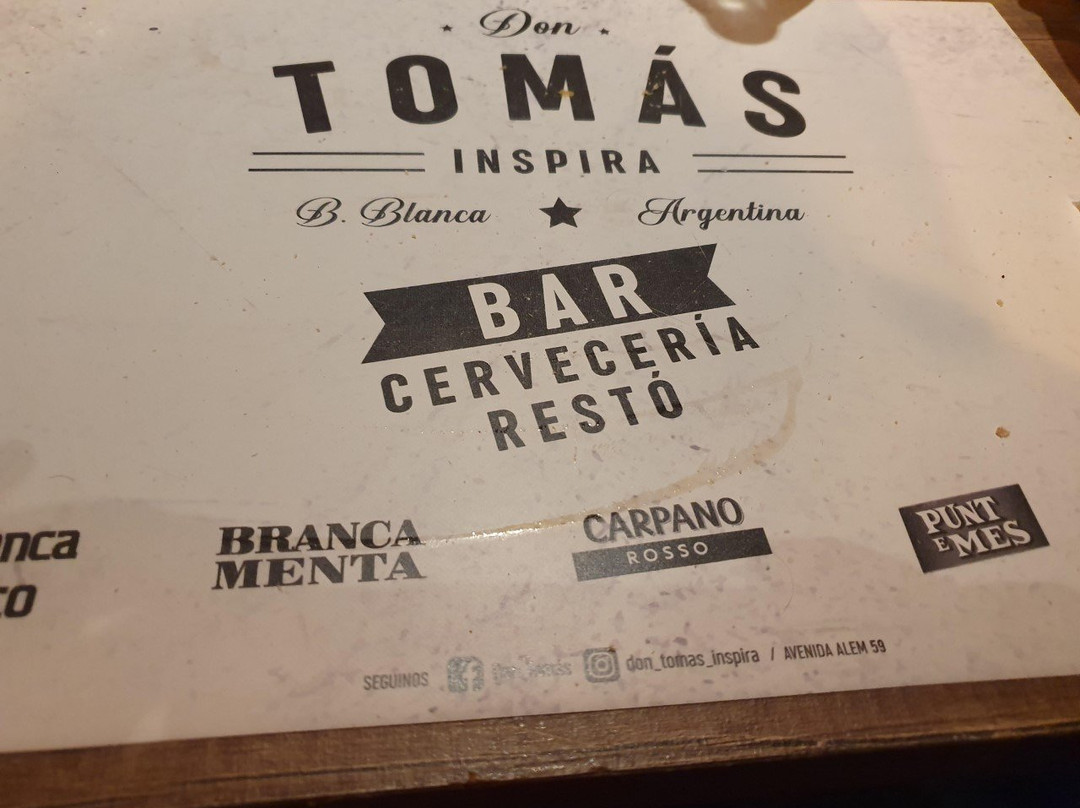 Don
TOMÁS
INSPIRA
B. Blanca ★ Argentina
BAR
CERVECERÍA
RESTÓ
BRANCA
MENTA
CARPANO
ROSSO
PUNT
E MES
SEGUINOS don_tomas_inspira / AVENIDA ALEM 59